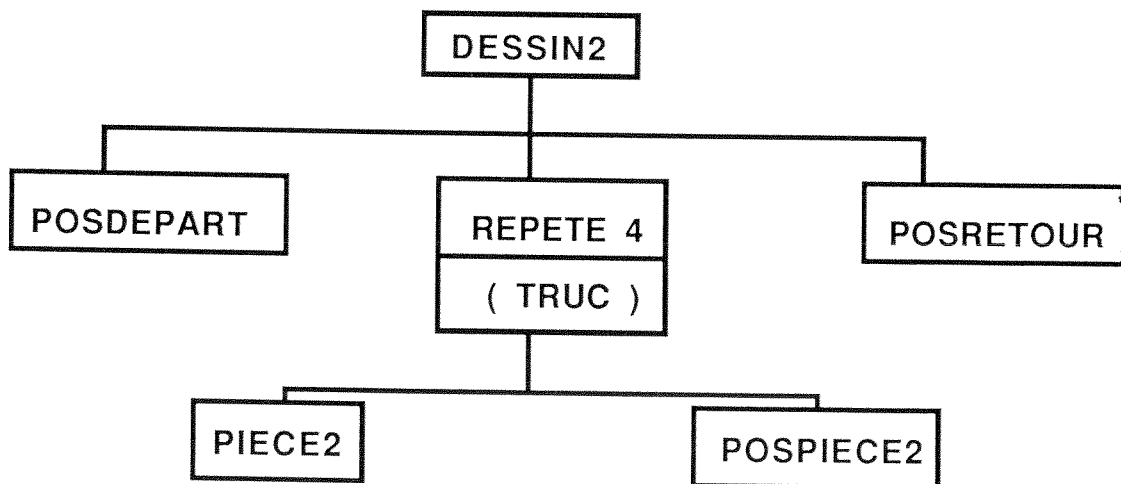 DESSIN2
POSDEPART
REPETE 4
( TRUC )
POSRETOUR
PIECE2
POSPIECE2